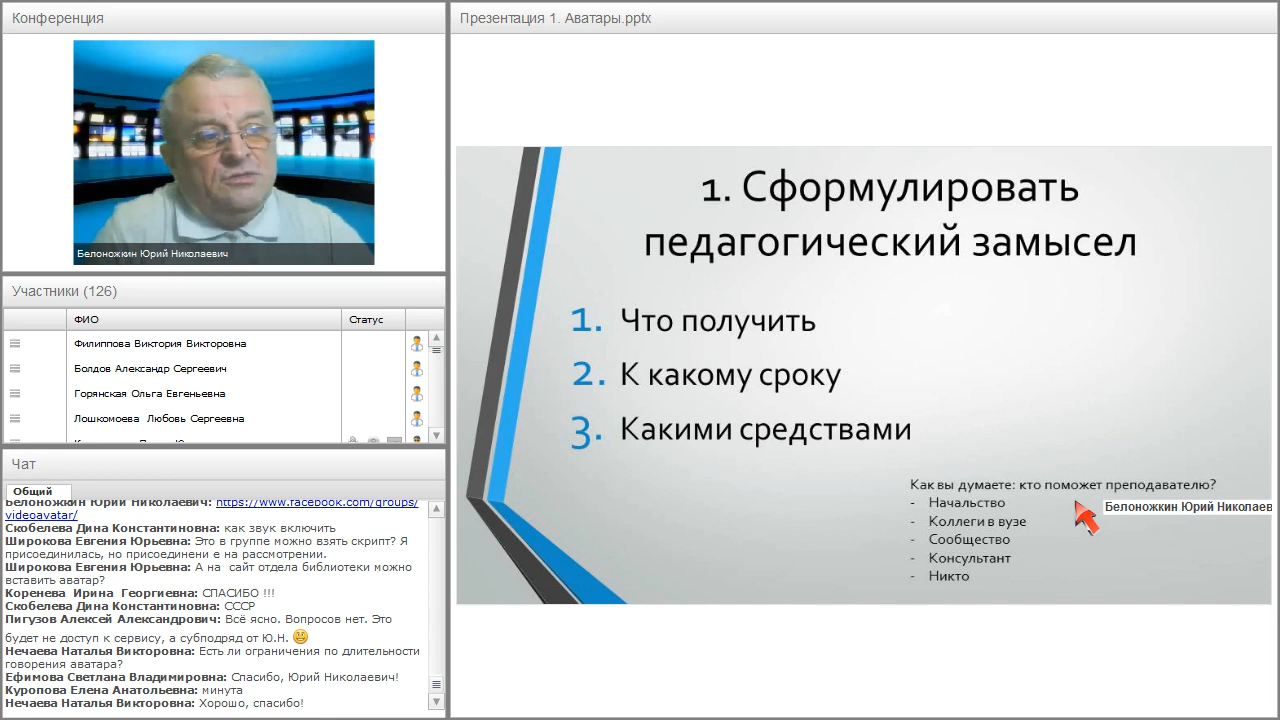 Конференция
Белоножкин Юрий Николаевич
Участники (126)
ФИО
Статус
Филиппова Виктория Викторовна
Болдов Александр Сергеевич
Горянская Ольга Евгеньевна
Лошкомоева Любовь Сергеевна
Чат
Общий
Белоножкин Юрий Николаевич: https://www.facebook.com/groups/
videoavatar/
Скобелева Дина Константиновна: как звук включить
Широкова Евгения Юрьевна: Это в группе можно взять скрипт? Я
присоединилась, но присоединени е на рассмотрении.
Широкова Евгения Юрьевна: А на сайт отдела библиотеки можно
вставить аватар?
Коренева Ирина Георгиевна: СПАСИБО !!!
Скобелева Дина Константиновна: СССР
Пигузов Алексей Александрович: Всё ясно. Вопросов нет. Это
будет не доступ к сервису, а субподряд от Ю.Н.
Нечаева Наталья Викторовна: Есть ли ограничения по длительности
говорения аватара?
Ефимова Светлана Владимировна: Спасибо, Юрий Николаевич!
Куропова Елена Анатольевна: минута
Нечаева Наталья Викторовна: Хорошо, спасибо!
Презентация 1. Аватары.pptx
1. Сформулировать
педагогический замысел
1. Что получить
2. К какому сроку
3. Какими средствами
Как вы думаете: кто поможет преподавателю?
- Начальство
- Коллеги в вузе
- Сообщество
- Консультант
- Никто
Белоножкин Юрий Николаев